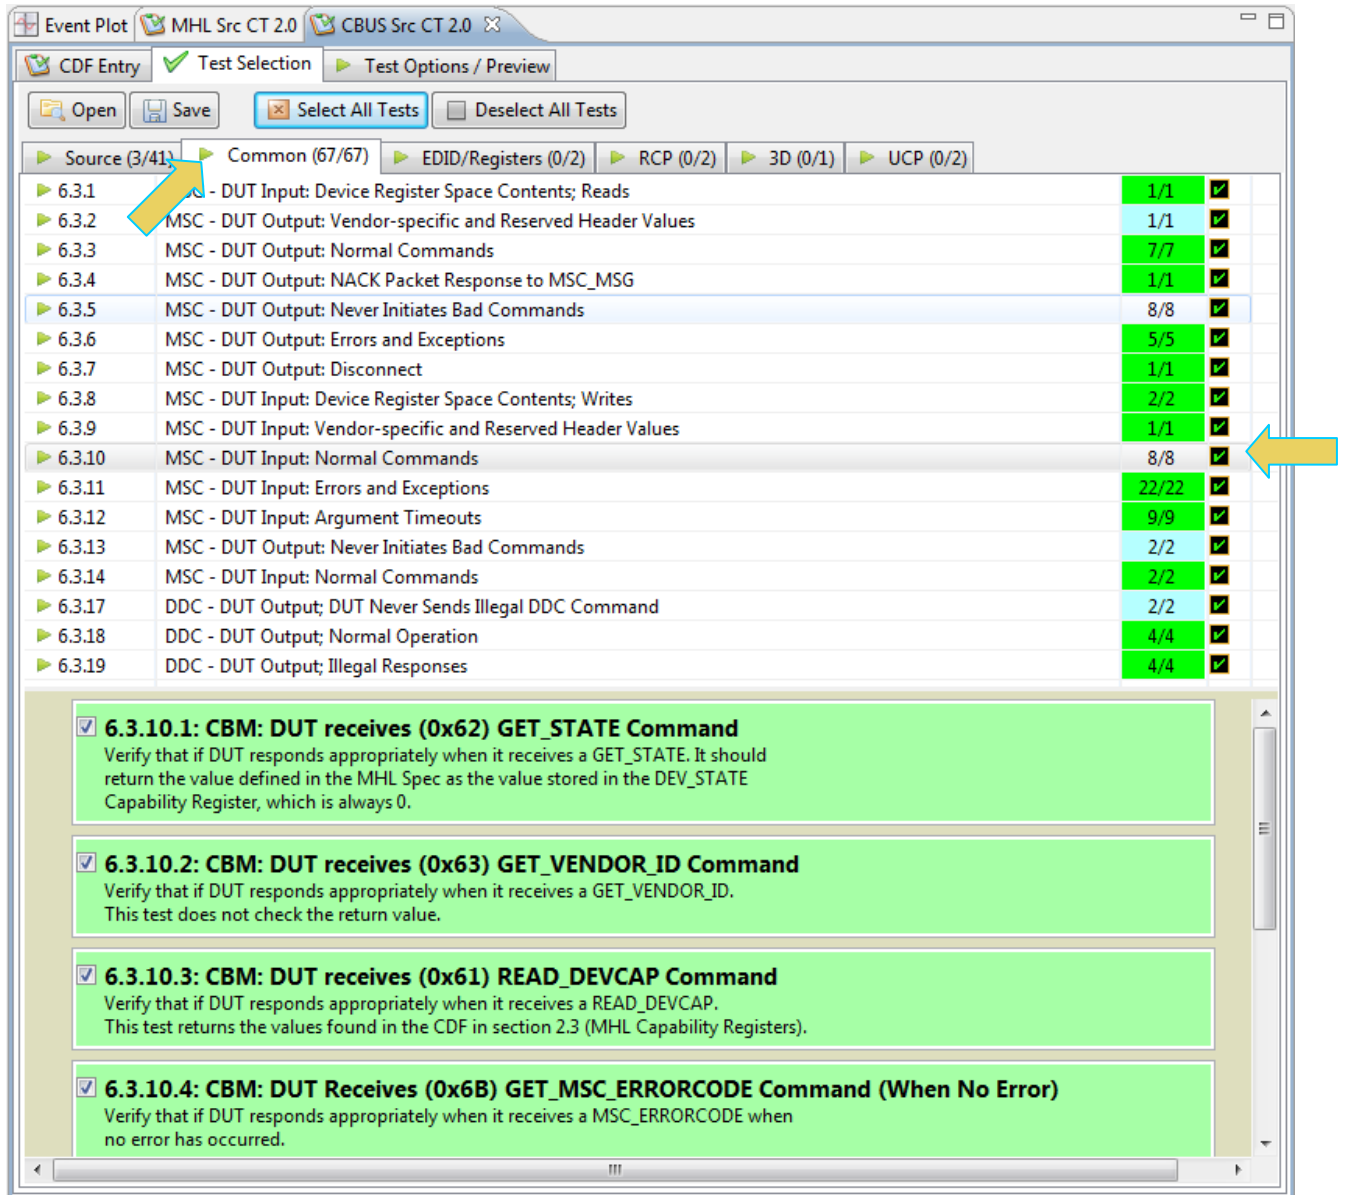 Event Plot MHL Src CT 2.0 CBUS Src CT 2.0
CDF Entry Test Selection Test Options / Preview
Open Save Select All Tests Deselect All Tests
Source (3/41) Common (67/67) EDID/Registers (0/2) RCP (0/2) 3D (0/1) UCP (0/2)
6.3.1 - DUT Input: Device Register Space Contents; Reads 1/1
6.3.2 MSC - DUT Output: Vendor-specific and Reserved Header Values 1/1
6.3.3 MSC - DUT Output: Normal Commands 7/7
6.3.4 MSC - DUT Output: NACK Packet Response to MSC_MSG 1/1
6.3.5 MSC - DUT Output: Never Initiates Bad Commands 8/8
6.3.6 MSC - DUT Output: Errors and Exceptions 5/5
6.3.7 MSC - DUT Output: Disconnect 1/1
6.3.8 MSC - DUT Input: Device Register Space Contents; Writes 2/2
6.3.9 MSC - DUT Input: Vendor-specific and Reserved Header Values 1/1
6.3.10 MSC - DUT Input: Normal Commands 8/8
6.3.11 MSC - DUT Input: Errors and Exceptions 22/22
6.3.12 MSC - DUT Input: Argument Timeouts 9/9
6.3.13 MSC - DUT Output: Never Initiates Bad Commands 2/2
6.3.14 MSC - DUT Input: Normal Commands 2/2
6.3.17 DDC - DUT Output; DUT Never Sends Illegal DDC Command 2/2
6.3.18 DDC - DUT Output; Normal Operation 4/4
6.3.19 DDC - DUT Output; Illegal Responses 4/4
6.3.10.1: CBM: DUT receives (0x62) GET_STATE Command
Verify that if DUT responds appropriately when it receives a GET_STATE. It should
return the value defined in the MHL Spec as the value stored in the DEV_STATE
Capability Register, which is always 0.
6.3.10.2: CBM: DUT receives (0x63) GET_VENDOR_ID Command
Verify that if DUT responds appropriately when it receives a GET_VENDOR_ID.
This test does not check the return value.
6.3.10.3: CBM: DUT receives (0x61) READ_DEVCAP Command
Verify that if DUT responds appropriately when it receives a READ_DEVCAP.
This test returns the values found in the CDF in section 2.3 (MHL Capability Registers).
6.3.10.4: CBM: DUT Receives (0x6B) GET_MSC_ERRORCODE Command (When No Error)
Verify that if DUT responds appropriately when it receives a MSC_ERRORCODE when
no error has occurred.